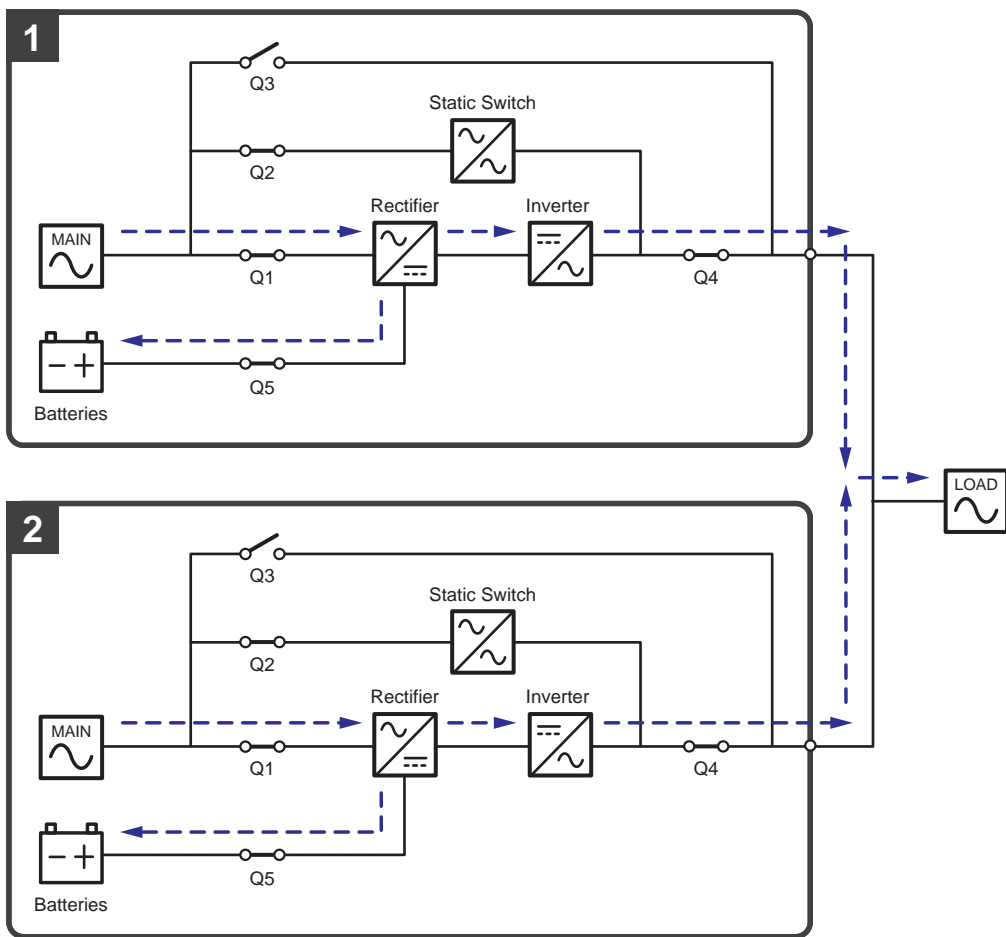 1
Q3
Static Switch
Q2
Rectifier
Inverter
MAIN
Q1
Q4
Q5
Batteries
LOAD
2
Q3
Static Switch
Q2
Rectifier
Inverter
MAIN
Q1
Q4
Q5
Batteries